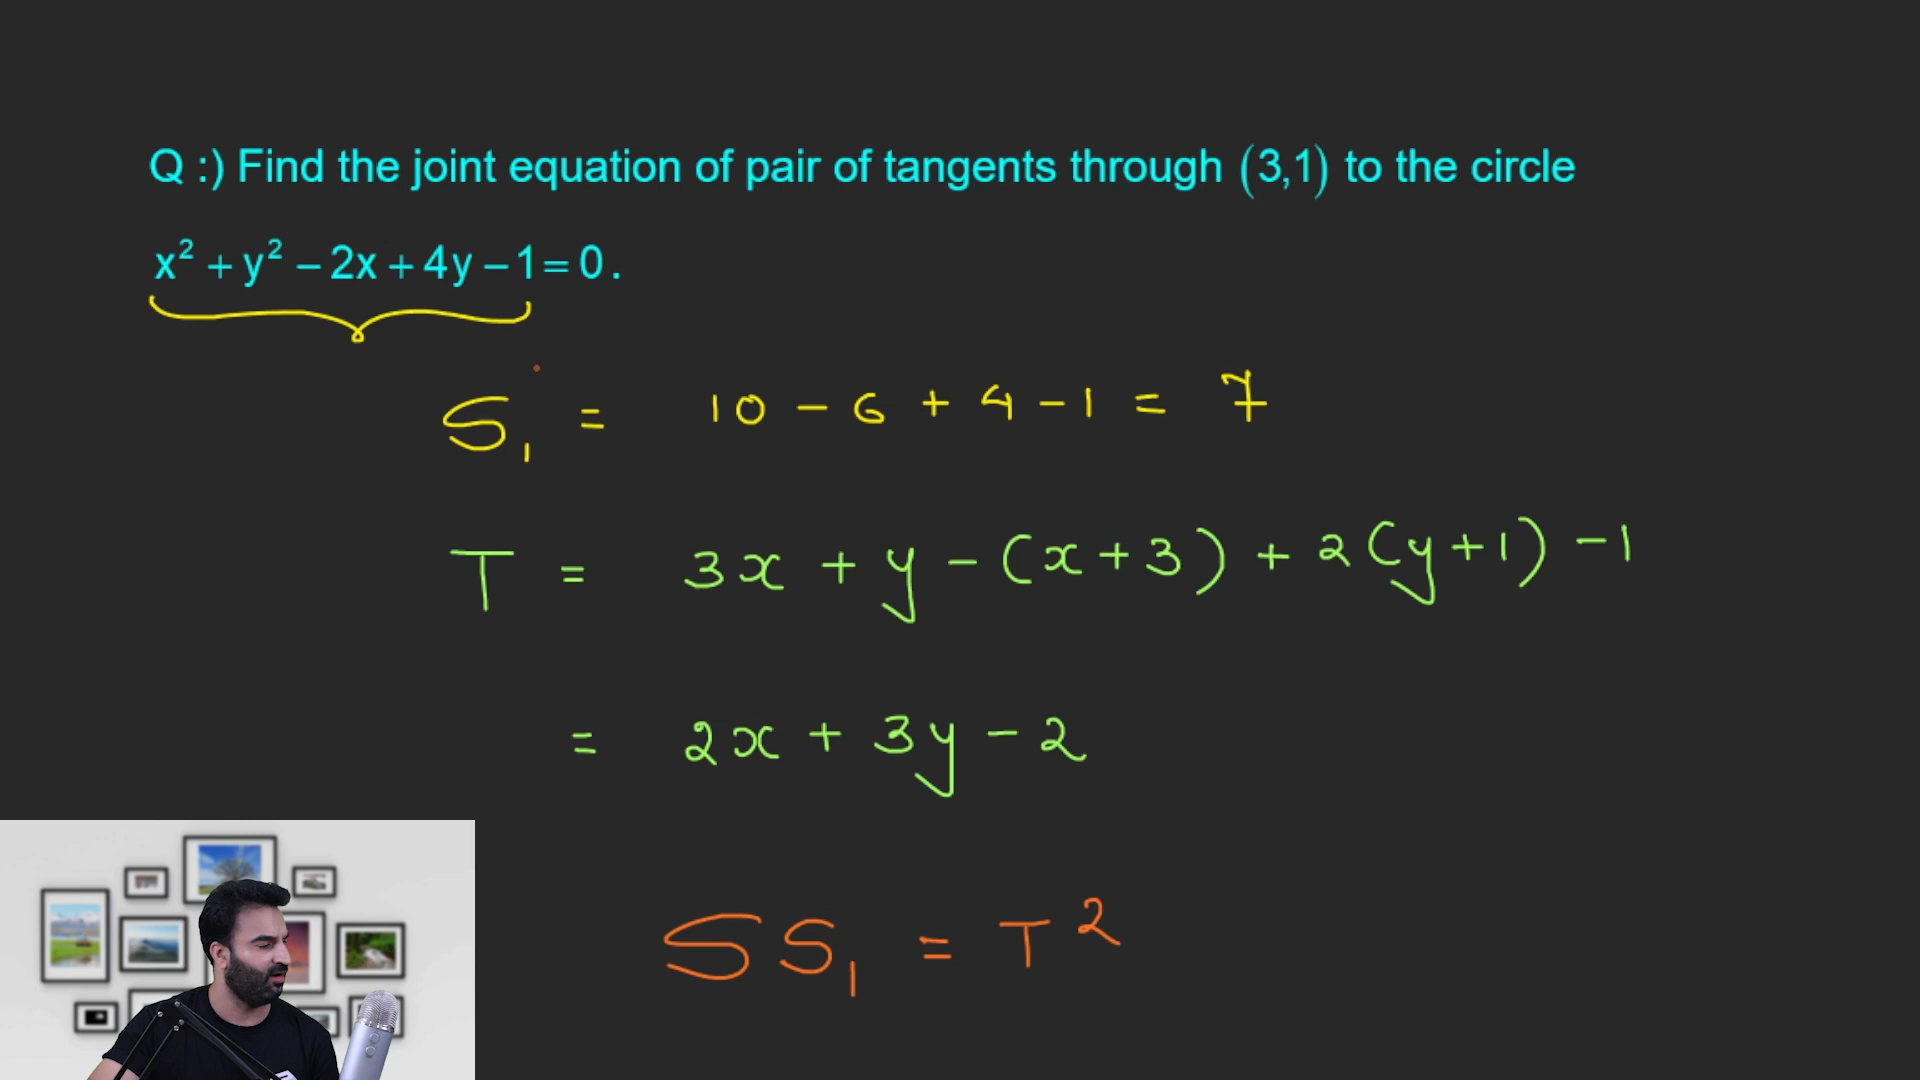 Q :) Find the joint equation of pair of tangents through (3,1) to the circle
x² + y² − 2x + 4y − 1 = 0.
S₁ = 10 − 6 + 4 − 1 = 7
T = 3x + y − (x + 3) + 2(y + 1) − 1
= 2x + 3y − 2
SS₁ = T²